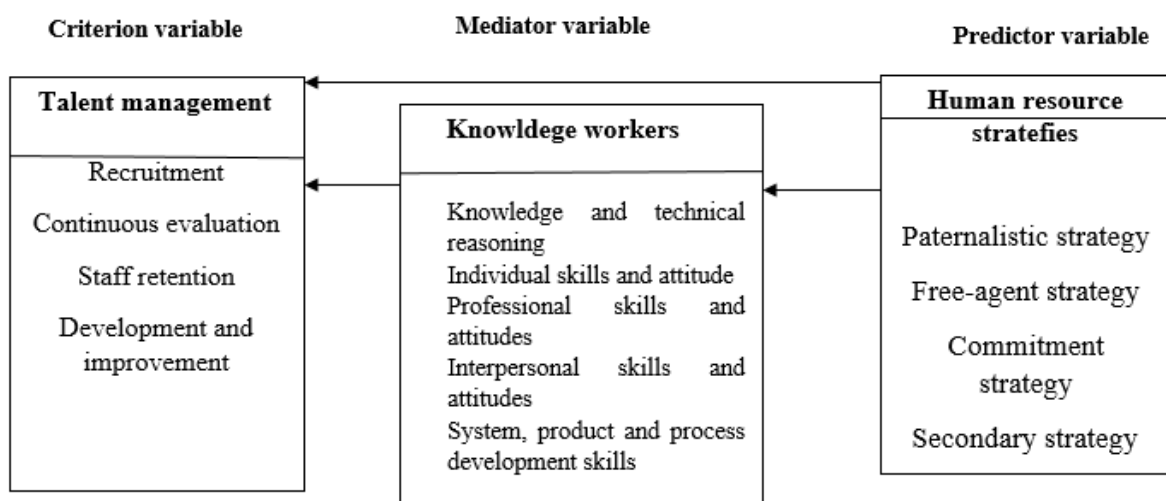 Criterion variable
Mediator variable
Predictor variable
Talent management
Recruitment
Continuous evaluation
Staff retention
Development and
improvement
Knowldege workers
Knowledge and technical
reasoning
Individual skills and attitude
Professional skills and
attitudes
Interpersonal skills and
attitudes
System, product and process
development skills
Human resource
stratefies
Paternalistic strategy
Free-agent strategy
Commitment
strategy
Secondary strategy